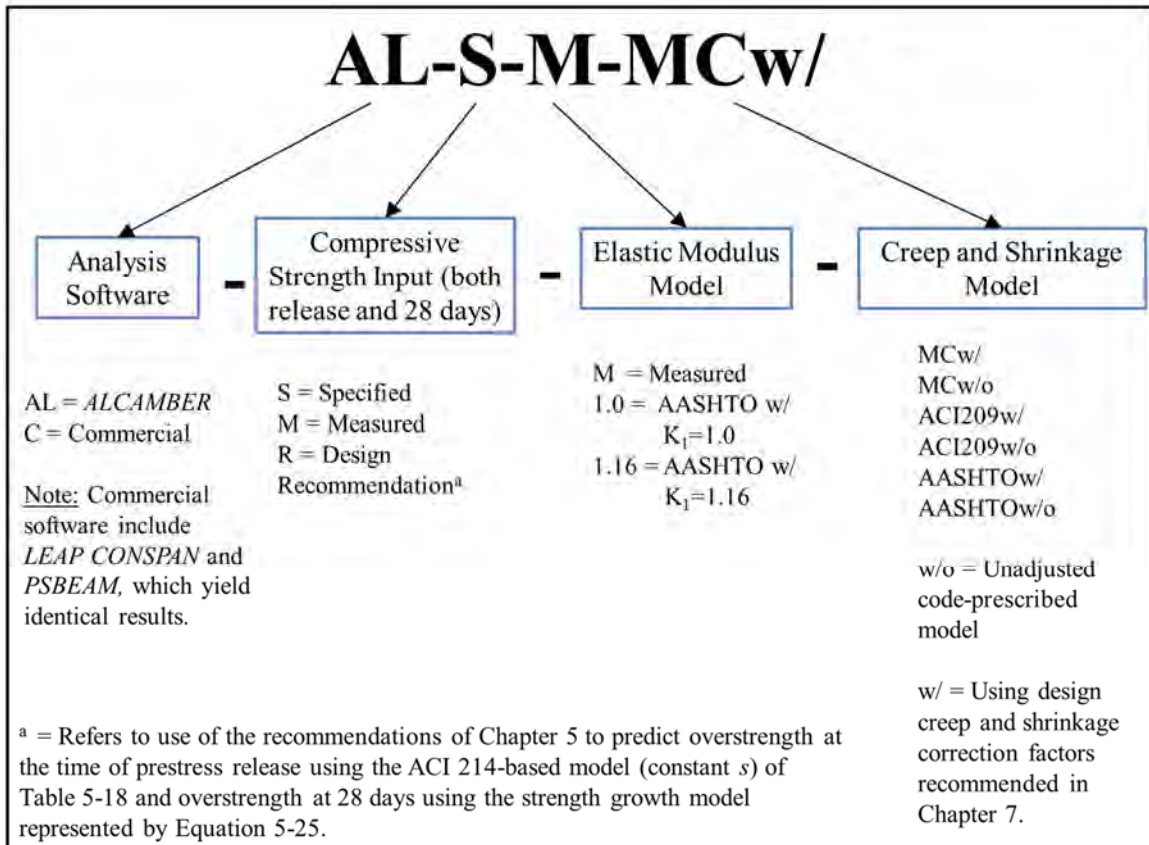 AL-S-M-MCw/
Analysis
Software
-
Compressive
Strength Input (both
release and 28 days)
-
Elastic Modulus
Model
-
Creep and Shrinkage
Model
AL = ALCAMBER
C = Commercial
Note: Commercial
software include
LEAP CONSPAN and
PSBEAM, which yield
identical results.
S = Specified
M = Measured
R = Design
Recommendationᵃ
M = Measured
1.0 = AASHTO w/
K₁=1.0
1.16 = AASHTO w/
K₁=1.16
MCw/
MCw/o
ACI209w/
ACI209w/o
AASHTOw/
AASHTOw/o
w/o = Unadjusted
code-prescribed
model
w/ = Using design
creep and shrinkage
correction factors
recommended in
Chapter 7.
ᵃ = Refers to use of the recommendations of Chapter 5 to predict overstrength at
the time of prestress release using the ACI 214-based model (constant s) of
Table 5-18 and overstrength at 28 days using the strength growth model
represented by Equation 5-25.